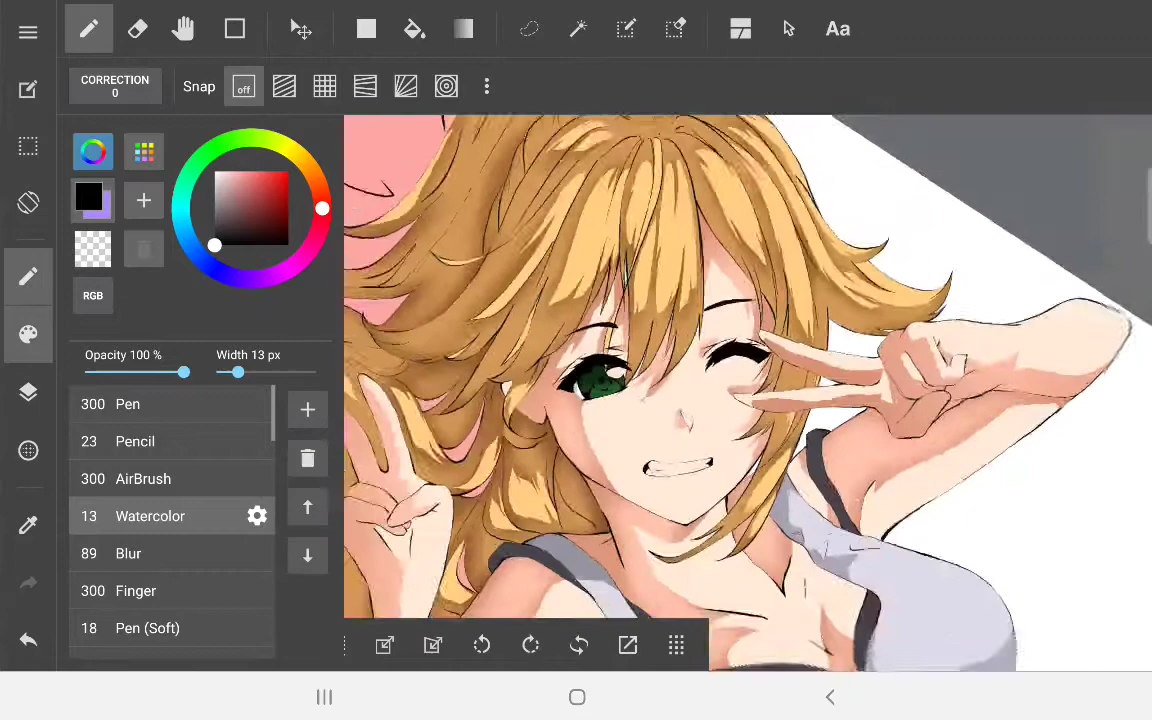 Aa
CORRECTION
0
Snap
off
RGB
Opacity 100 %
Width 13 px
300 Pen
23 Pencil
300 AirBrush
13 Watercolor
89 Blur
300 Finger
18 Pen (Soft)